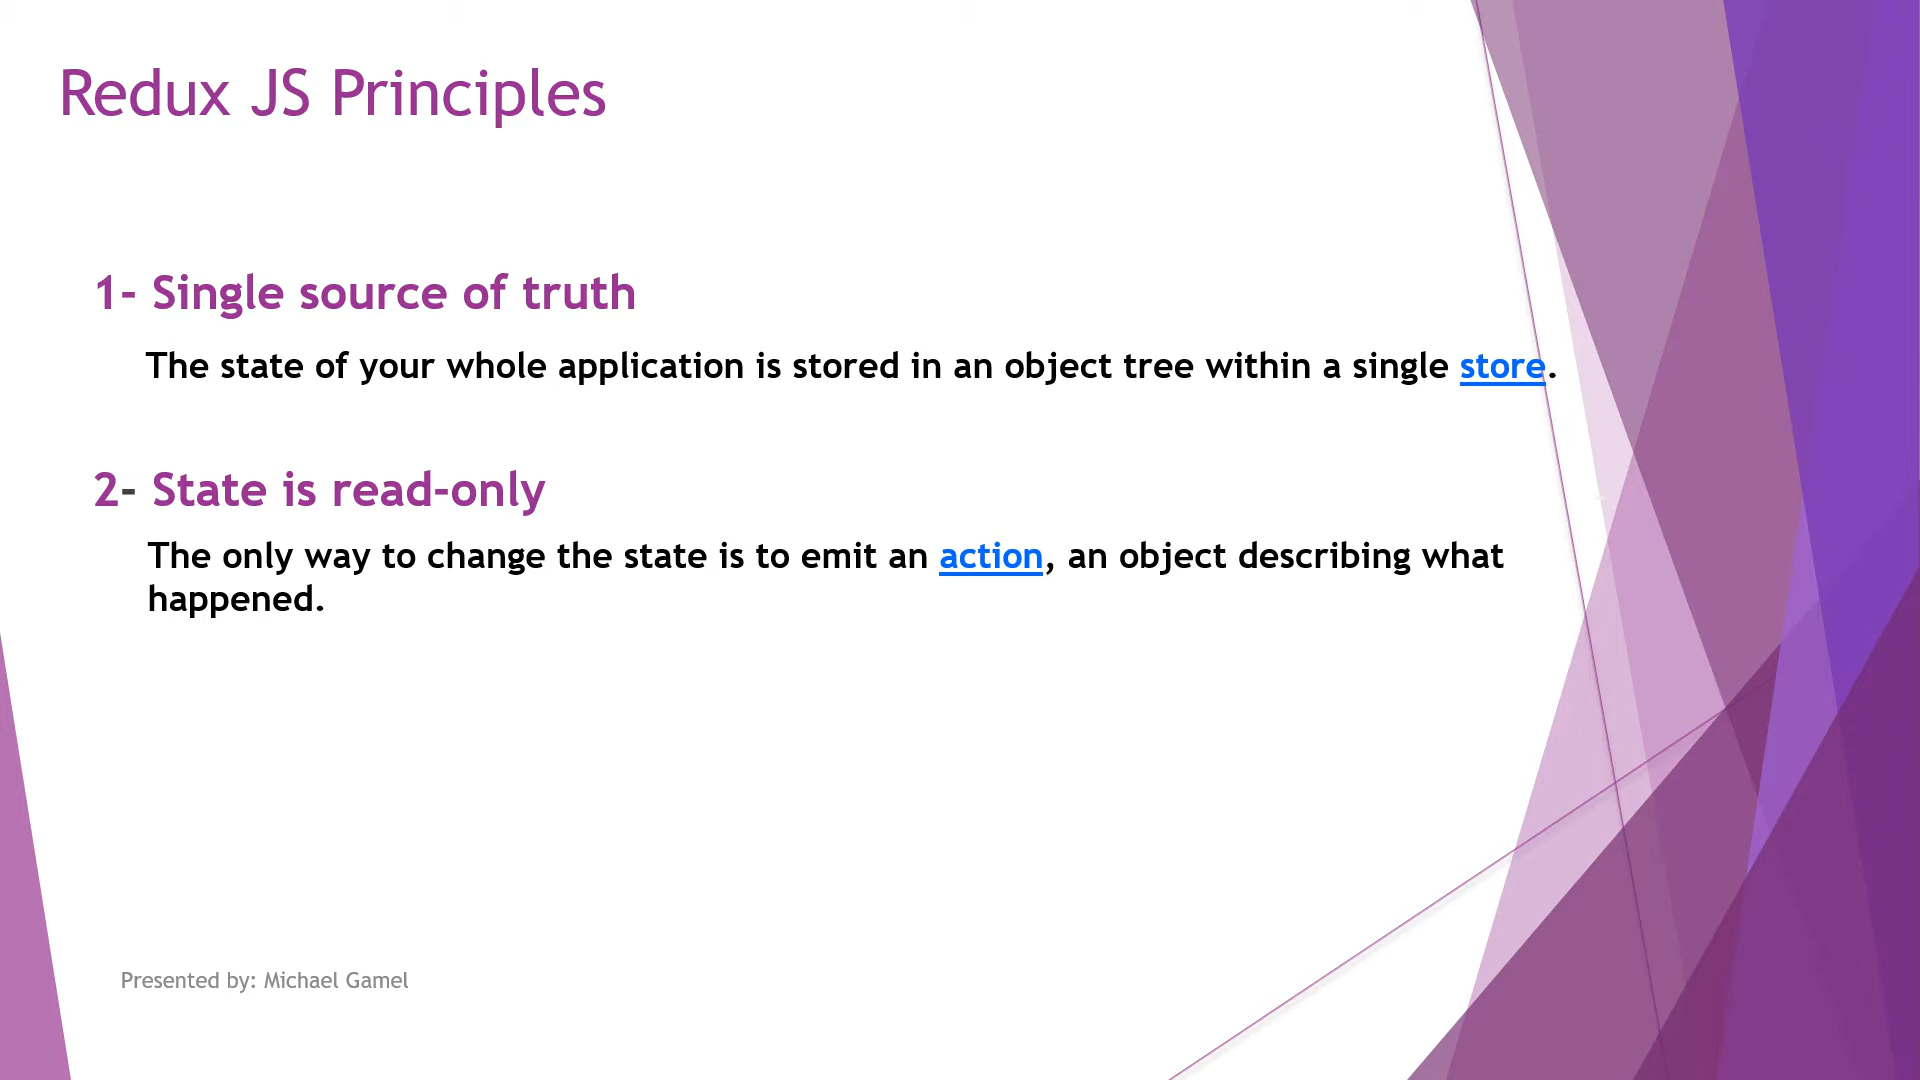 Redux JS Principles
1- Single source of truth
The state of your whole application is stored in an object tree within a single store.
2- State is read-only
The only way to change the state is to emit an action, an object describing what
happened.
Presented by: Michael Gamel